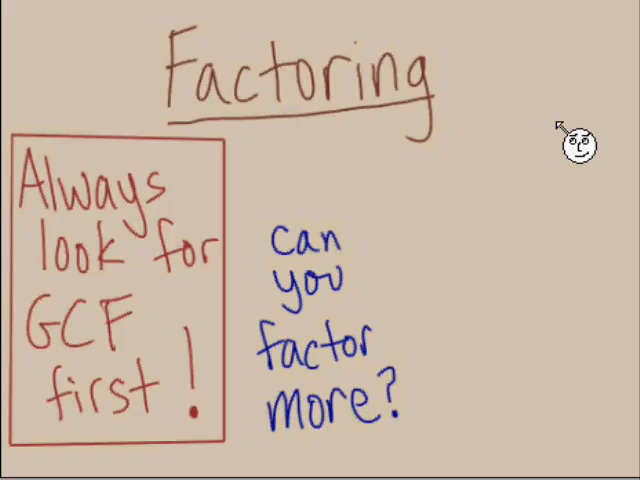 Factoring
Always
look for
GCF
first!
can
you
factor
more?